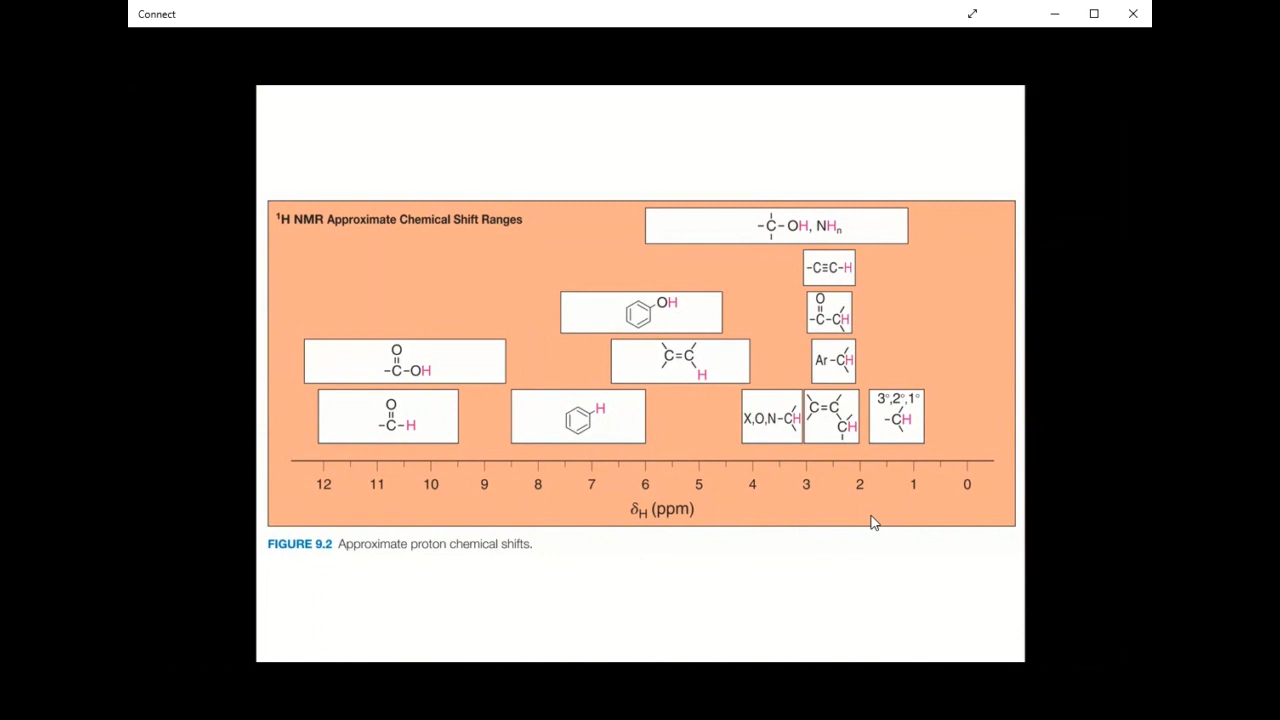 Connect
¹H NMR Approximate Chemical Shift Ranges
-C-OH, NHₙ
-C≡C-H
O
-C-CH
OH
O
-C-OH
C=C
H
Ar-CH
O
-C-H
H
X,O,N-CH
C=C
CH
3°,2°,1°
-CH
12 11 10 9 8 7 6 5 4 3 2 1 0
δH (ppm)
FIGURE 9.2 Approximate proton chemical shifts.